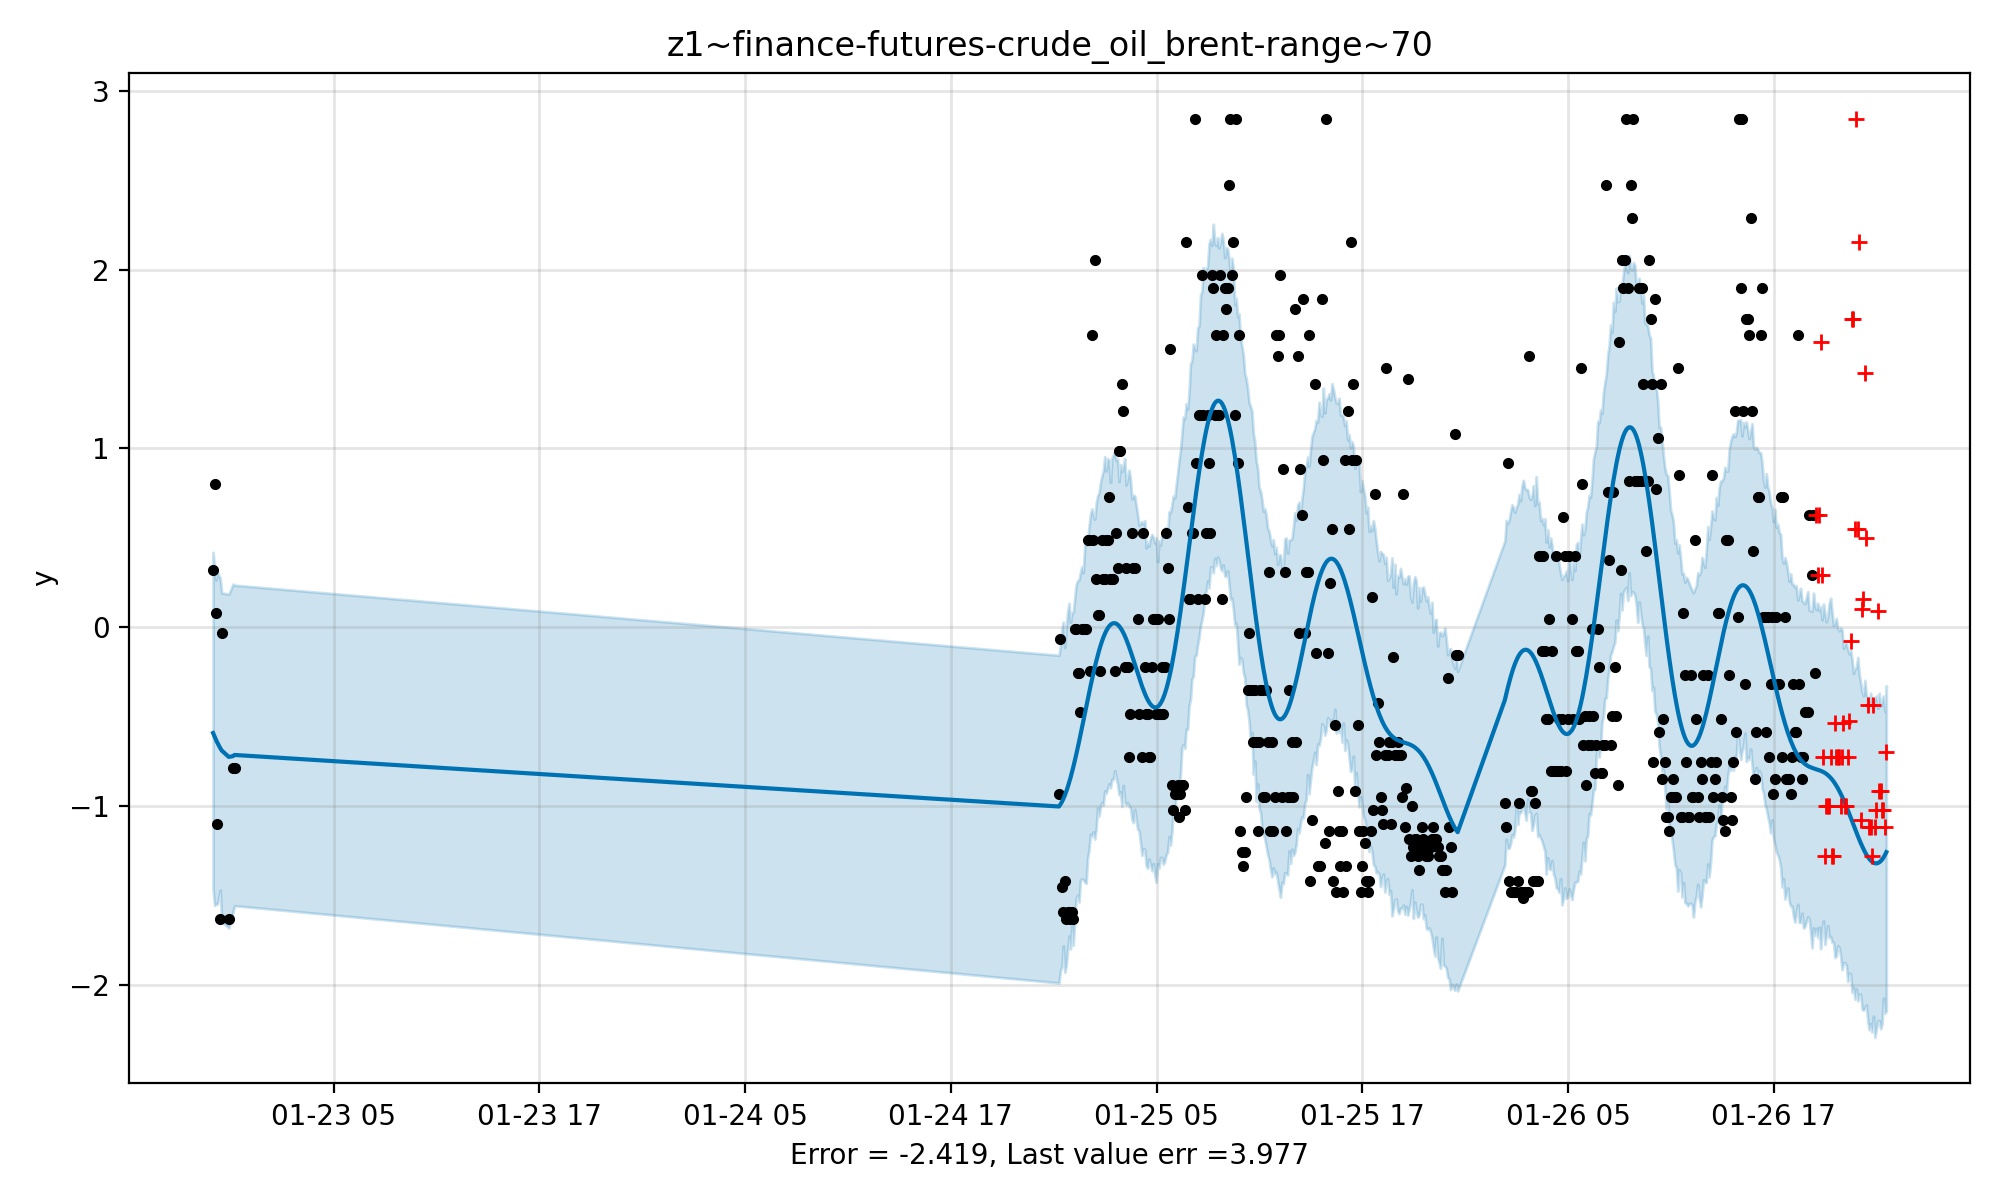 z1~finance-futures-crude_oil_brent-range~70
3
2
1
0
−1
−2
y
01-23 05 01-23 17 01-24 05 01-24 17 01-25 05 01-25 17 01-26 05 01-26 17
Error = -2.419, Last value err =3.977